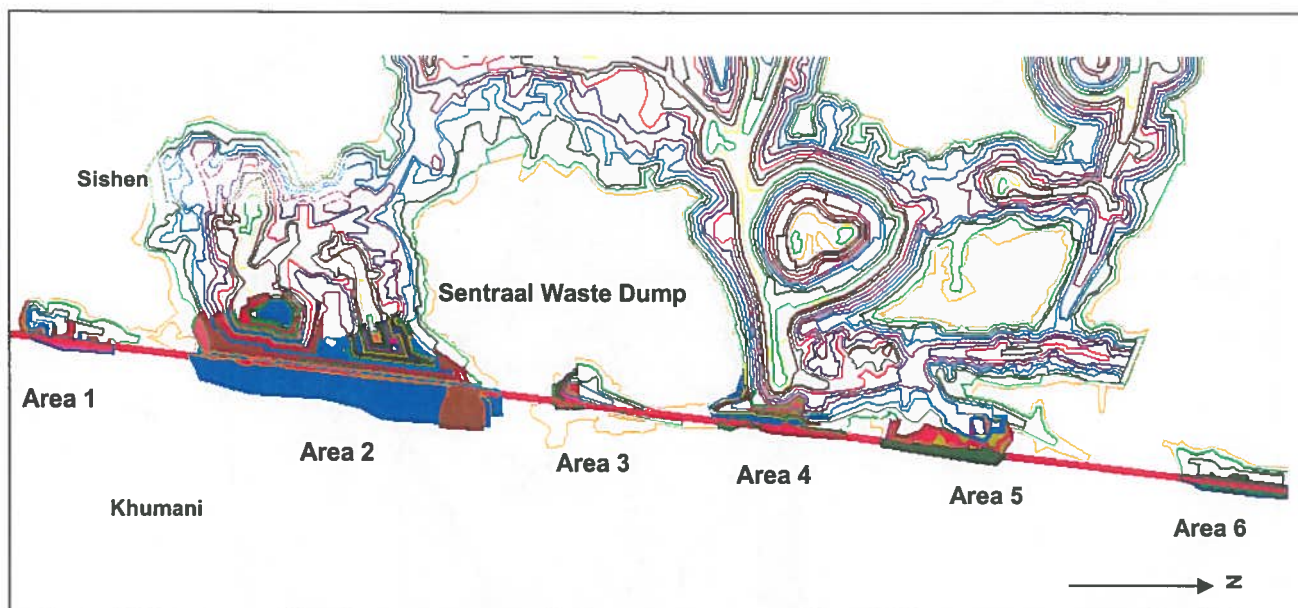 Sishen
Sentraal Waste Dump
Area 1
Area 2
Area 3
Area 4
Area 5
Area 6
Khumani
N